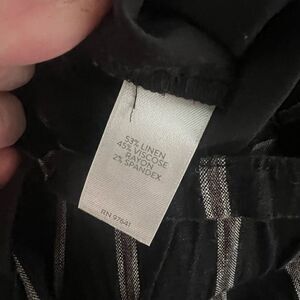 53% LINEN
45% VISCOSE
RAYON
2% SPANDEX
RN 97641